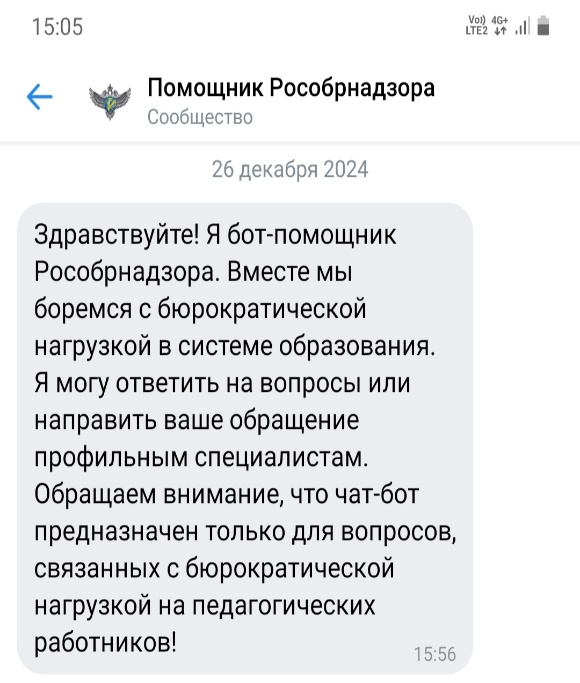 15:05
Vo)) 4G+
LTE2
Помощник Рособрнадзора
Сообщество
26 декабря 2024
Здравствуйте! Я бот-помощник
Рособрнадзора. Вместе мы
боремся с бюрократической
нагрузкой в системе образования.
Я могу ответить на вопросы или
направить ваше обращение
профильным специалистам.
Обращаем внимание, что чат-бот
предназначен только для вопросов,
связанных с бюрократической
нагрузкой на педагогических
работников!
15:56